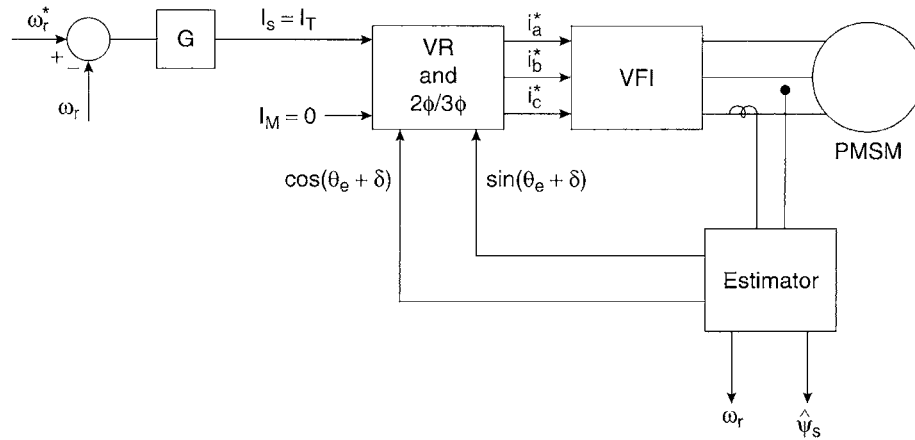 ω_r^*
+
−
ω_r
G
I_S = I_T
I_M = 0
VR
and
2ϕ/3ϕ
i_a^*
i_b^*
i_c^*
VFI
PMSM
cos(θ_e + δ)
sin(θ_e + δ)
Estimator
ω_r
ψ̂_s